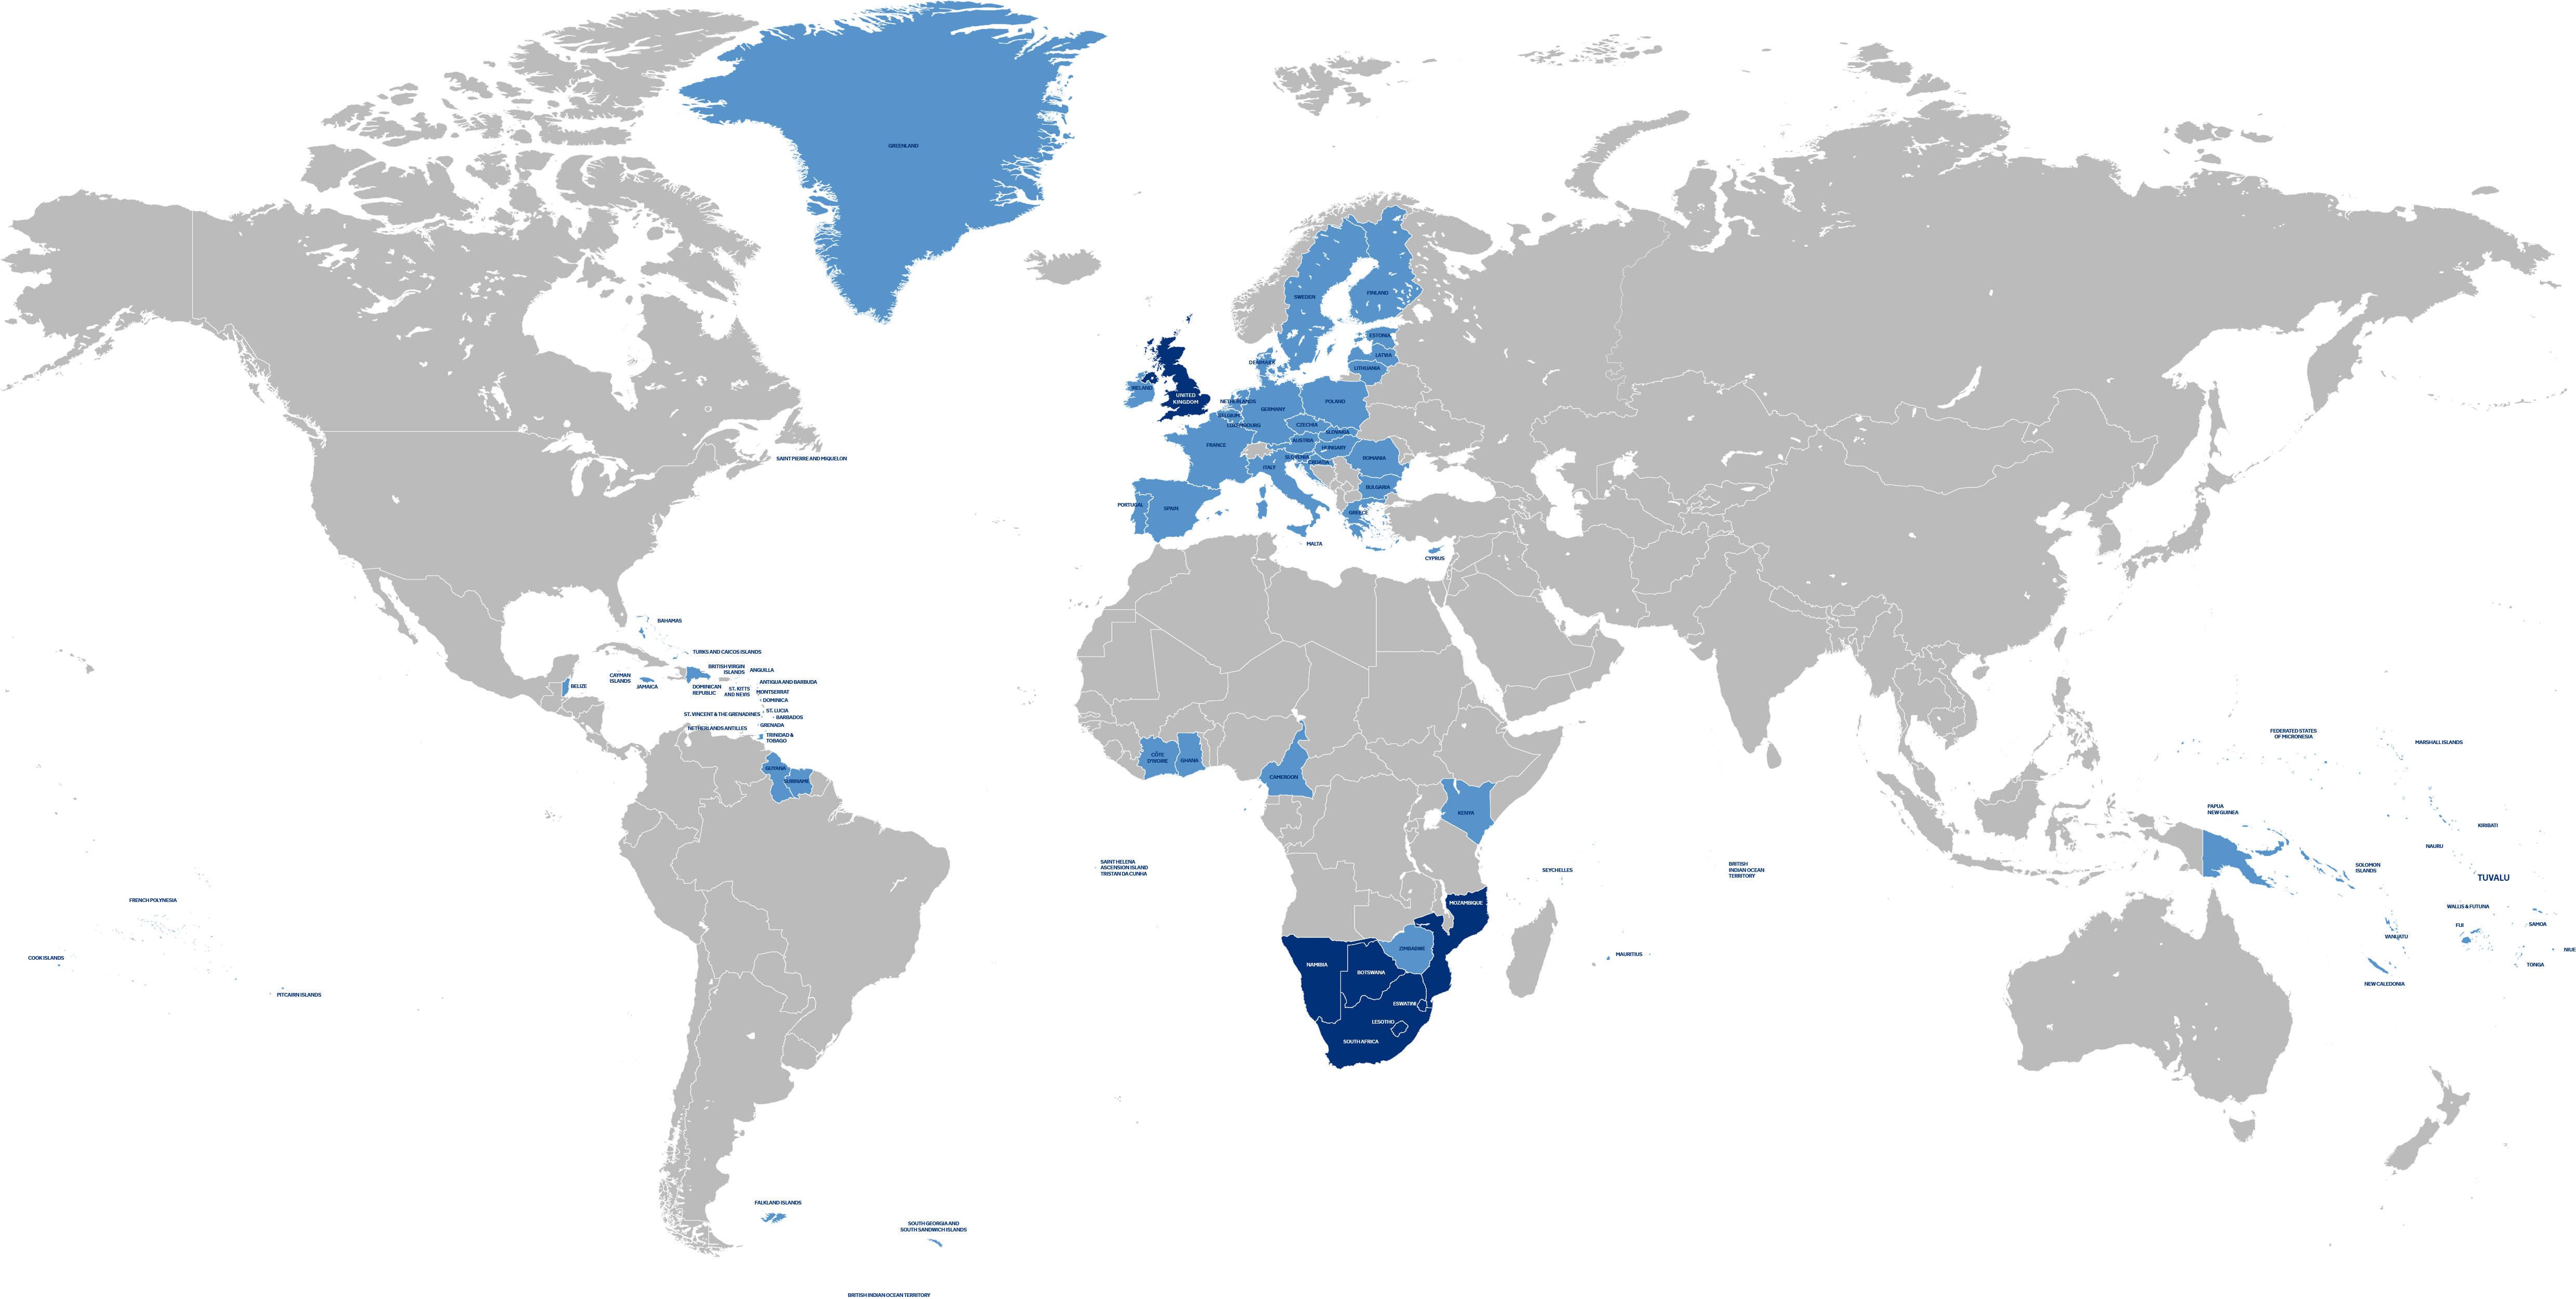 GREENLAND
SWEDEN
FINLAND
ESTONIA
LATVIA
LITHUANIA
DENMARK
IRELAND
UNITED
KINGDOM
NETHERLANDS
BELGIUM
LUXEMBOURG
GERMANY
POLAND
CZECHIA
SLOVAKIA
AUSTRIA
HUNGARY
FRANCE
SLOVENIA
CROATIA
ROMANIA
ITALY
BULGARIA
PORTUGAL
SPAIN
GREECE
MALTA
CYPRUS
SAINT PIERRE AND MIQUELON
BAHAMAS
TURKS AND CAICOS ISLANDS
BRITISH VIRGIN
ISLANDS
ANGUILLA
CAYMAN
ISLANDS
JAMAICA
BELIZE
DOMINICAN
REPUBLIC
ST. KITTS
AND NEVIS
ANTIGUA AND BARBUDA
MONTSERRAT
DOMINICA
ST. LUCIA
ST. VINCENT & THE GRENADINES
BARBADOS
GRENADA
NETHERLANDS ANTILLES
TRINIDAD &
TOBAGO
GUYANA
SURINAME
CÔTE
D'IVOIRE
GHANA
CAMEROON
KENYA
FEDERATED STATES
OF MICRONESIA
MARSHALL ISLANDS
PAPUA
NEW GUINEA
KIRIBATI
NAURU
SOLOMON
ISLANDS
TUVALU
SAINT HELENA
ASCENSION ISLAND
TRISTAN DA CUNHA
SEYCHELLES
BRITISH
INDIAN OCEAN
TERRITORY
FRENCH POLYNESIA
MOZAMBIQUE
WALLIS & FUTUNA
FIJI
SAMOA
VANUATU
NIUE
ZIMBABWE
MAURITIUS
COOK ISLANDS
NAMIBIA
BOTSWANA
TONGA
NEW CALEDONIA
PITCAIRN ISLANDS
ESWATINI
LESOTHO
SOUTH AFRICA
FALKLAND ISLANDS
SOUTH GEORGIA AND
SOUTH SANDWICH ISLANDS
BRITISH INDIAN OCEAN TERRITORY